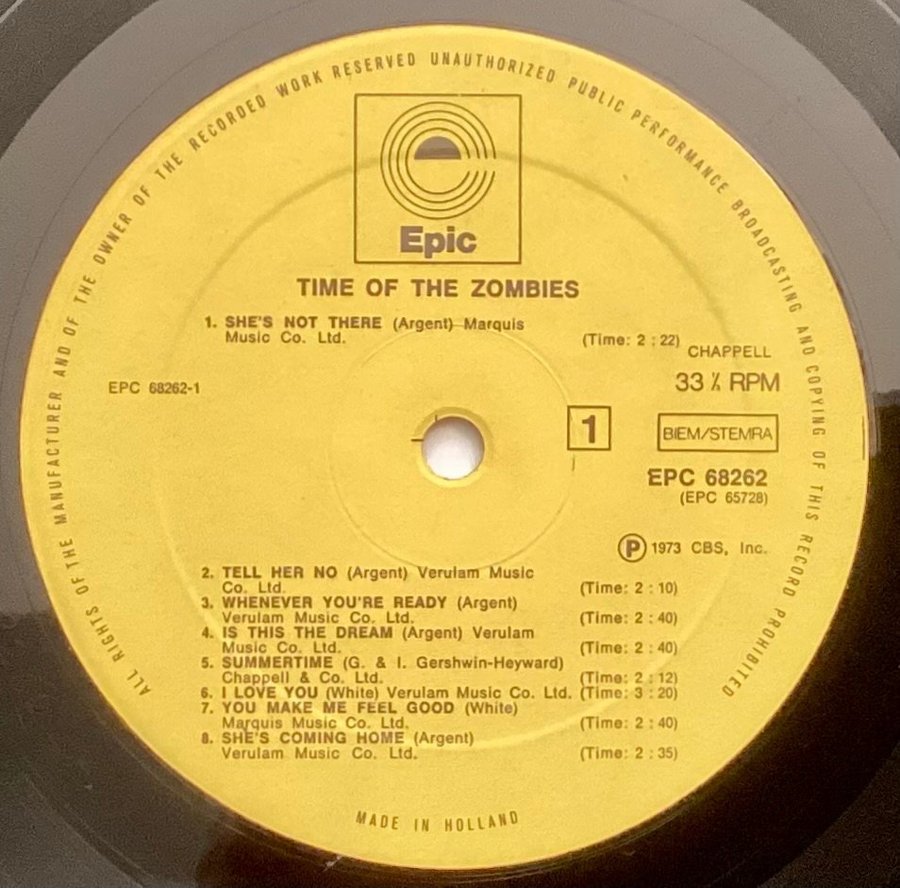 ALL RIGHTS OF THE MANUFACTURER AND OF THE OWNER OF THE RECORDED WORK RESERVED UNAUTHORIZED PUBLIC PERFORMANCE BROADCASTING AND COPYING OF THIS RECORD PROHIBITED
Epic
TIME OF THE ZOMBIES
1. SHE'S NOT THERE (Argent) Marquis
Music Co. Ltd. (Time: 2 : 22)
CHAPPELL
EPC 68262-1
33 ⅓ RPM
1
BIEM/STEMRA
EPC 68262
(EPC 65728)
Ⓟ 1973 CBS, Inc.
2. TELL HER NO (Argent) Verulam Music
Co. Ltd. (Time: 2 : 10)
3. WHENEVER YOU'RE READY (Argent)
Verulam Music Co. Ltd. (Time: 2 : 40)
4. IS THIS THE DREAM (Argent) Verulam
Music Co. Ltd. (Time: 2 : 40)
5. SUMMERTIME (G. & I. Gershwin-Heyward)
Chappell & Co. Ltd. (Time: 2 : 12)
6. I LOVE YOU (White) Verulam Music Co. Ltd. (Time: 3 : 20)
7. YOU MAKE ME FEEL GOOD (White)
Marquis Music Co. Ltd. (Time: 2 : 40)
8. SHE'S COMING HOME (Argent)
Verulam Music Co. Ltd. (Time: 2 : 35)
MADE IN HOLLAND